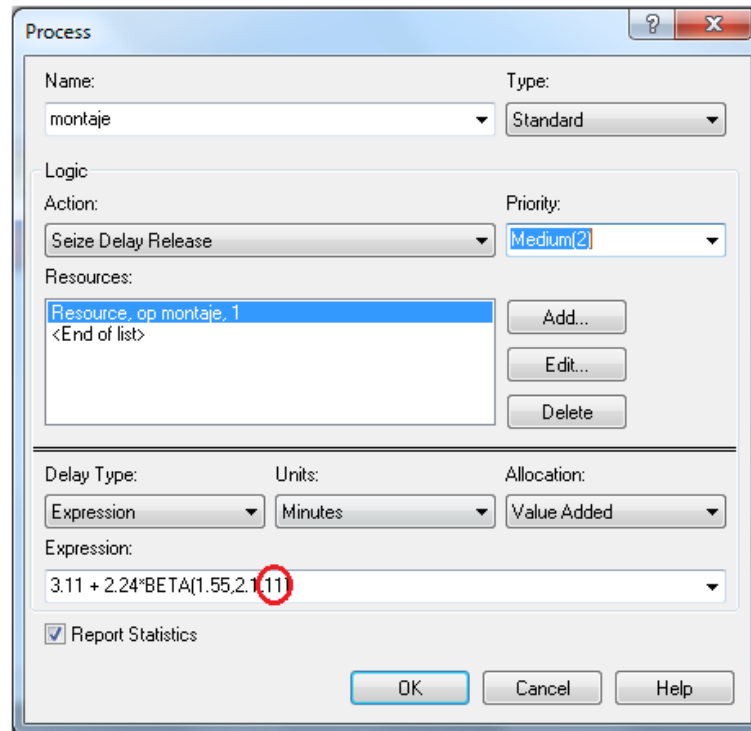 Process
Name:
Type:
montaje
Standard
Logic
Action:
Priority:
Seize Delay Release
Medium(2)
Resources:
Resource, op montaje, 1
<End of list>
Add...
Edit...
Delete
Delay Type:
Units:
Allocation:
Expression
Minutes
Value Added
Expression:
3.11 + 2.24*BETA(1.55,2.1,11)
Report Statistics
OK
Cancel
Help